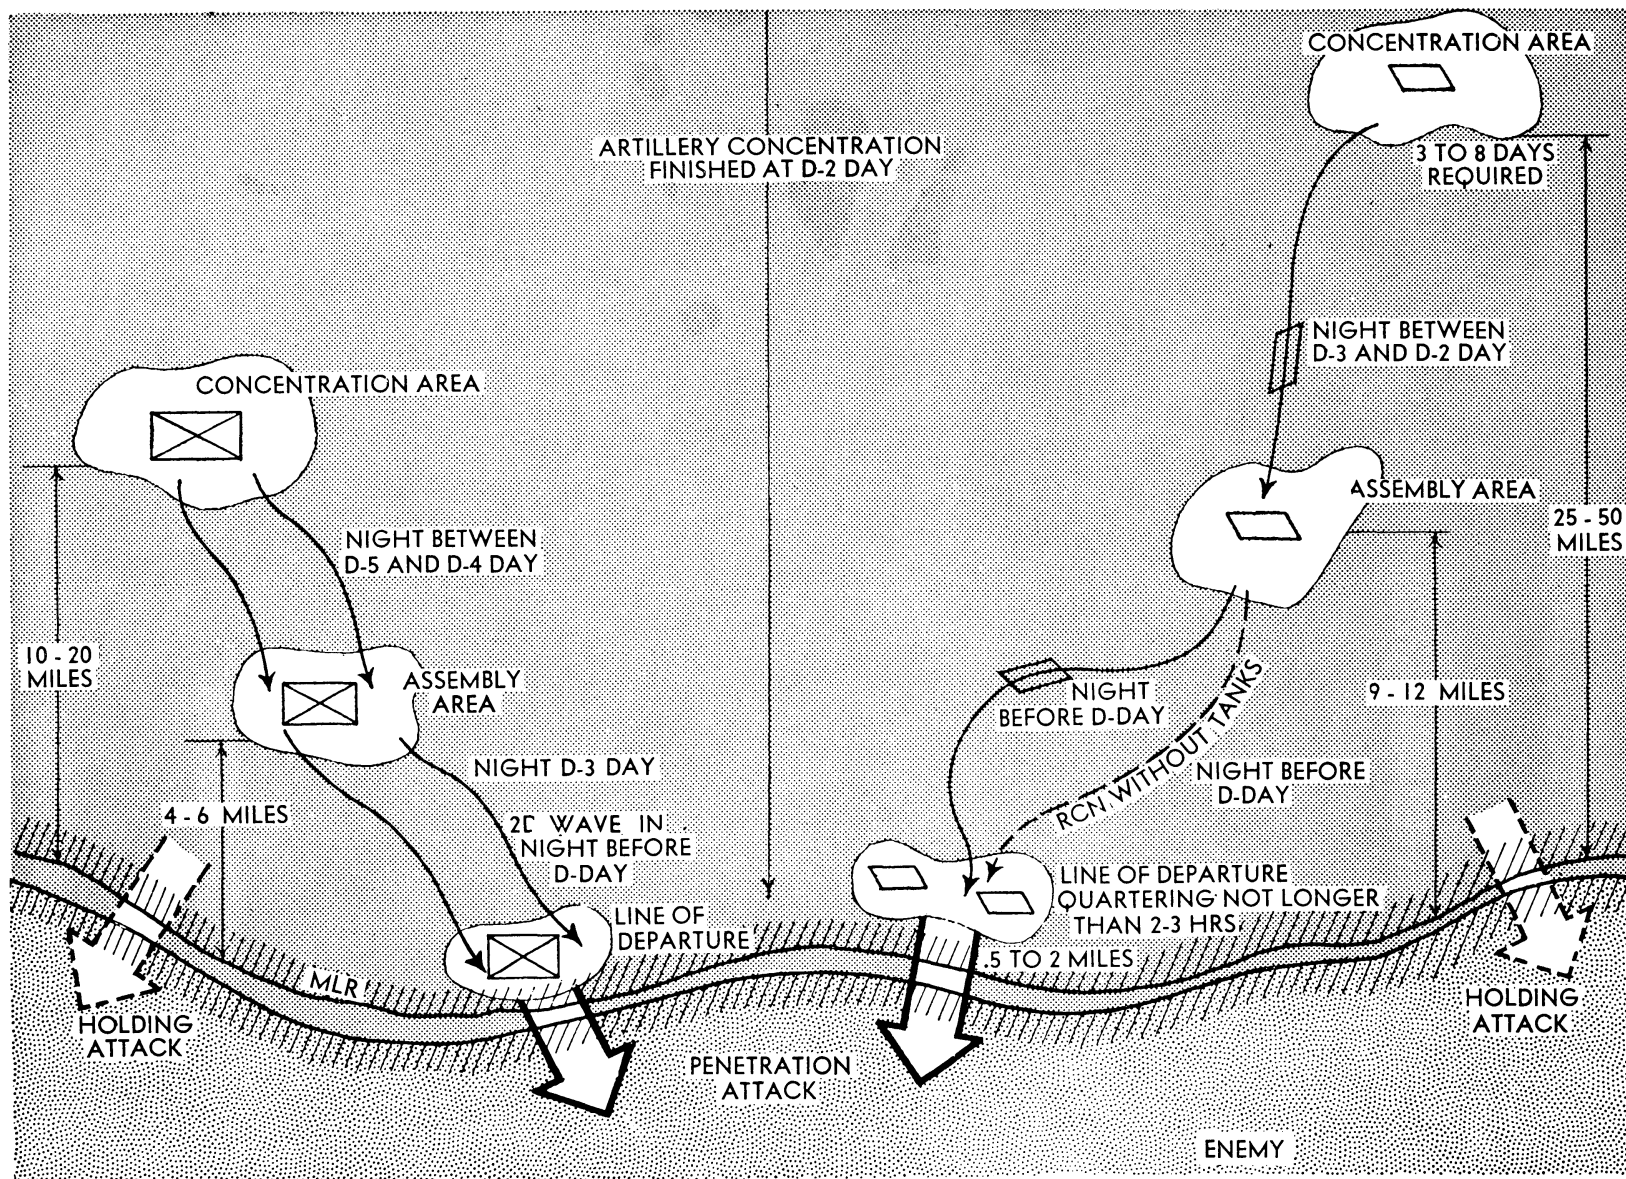 CONCENTRATION AREA
3 TO 8 DAYS
REQUIRED
ARTILLERY CONCENTRATION
FINISHED AT D-2 DAY
NIGHT BETWEEN
D-3 AND D-2 DAY
CONCENTRATION AREA
NIGHT BETWEEN
D-5 AND D-4 DAY
ASSEMBLY AREA
25 - 50
MILES
10 - 20
MILES
ASSEMBLY
AREA
NIGHT
BEFORE D-DAY
RCN WITHOUT TANKS
9 - 12 MILES
NIGHT D-3 DAY
NIGHT BEFORE
D-DAY
4 - 6 MILES
2D WAVE IN
NIGHT BEFORE
D-DAY
LINE OF DEPARTURE
QUARTERING NOT LONGER
THAN 2-3 HRS
LINE OF
DEPARTURE
.5 TO 2 MILES
MLR
HOLDING
ATTACK
HOLDING
ATTACK
PENETRATION
ATTACK
ENEMY